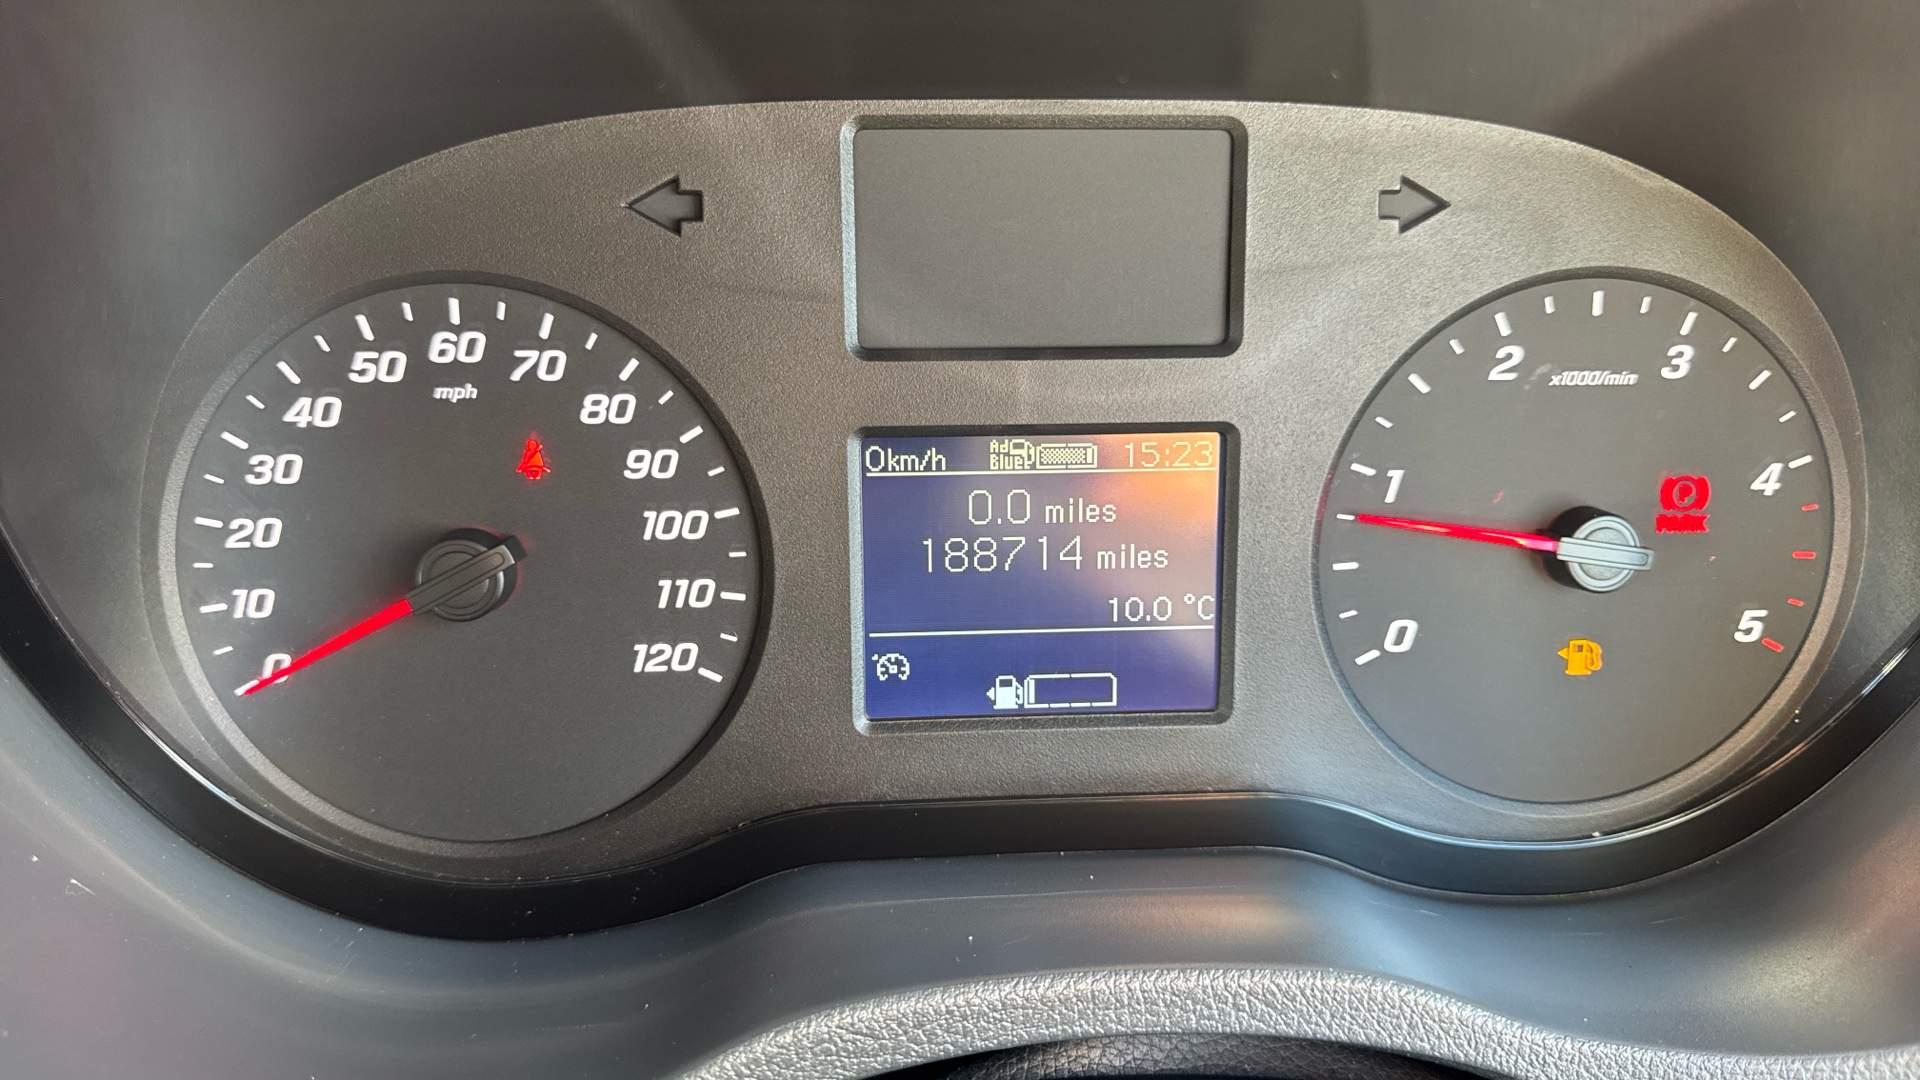 0 10 20 30 40 50 60 70 80 90 100 110 120
mph
0km/h Ad Blue 15:23
0.0 miles
188714 miles
10.0 °C
0 1 2 3 4 5
x1000/min
P
PARK